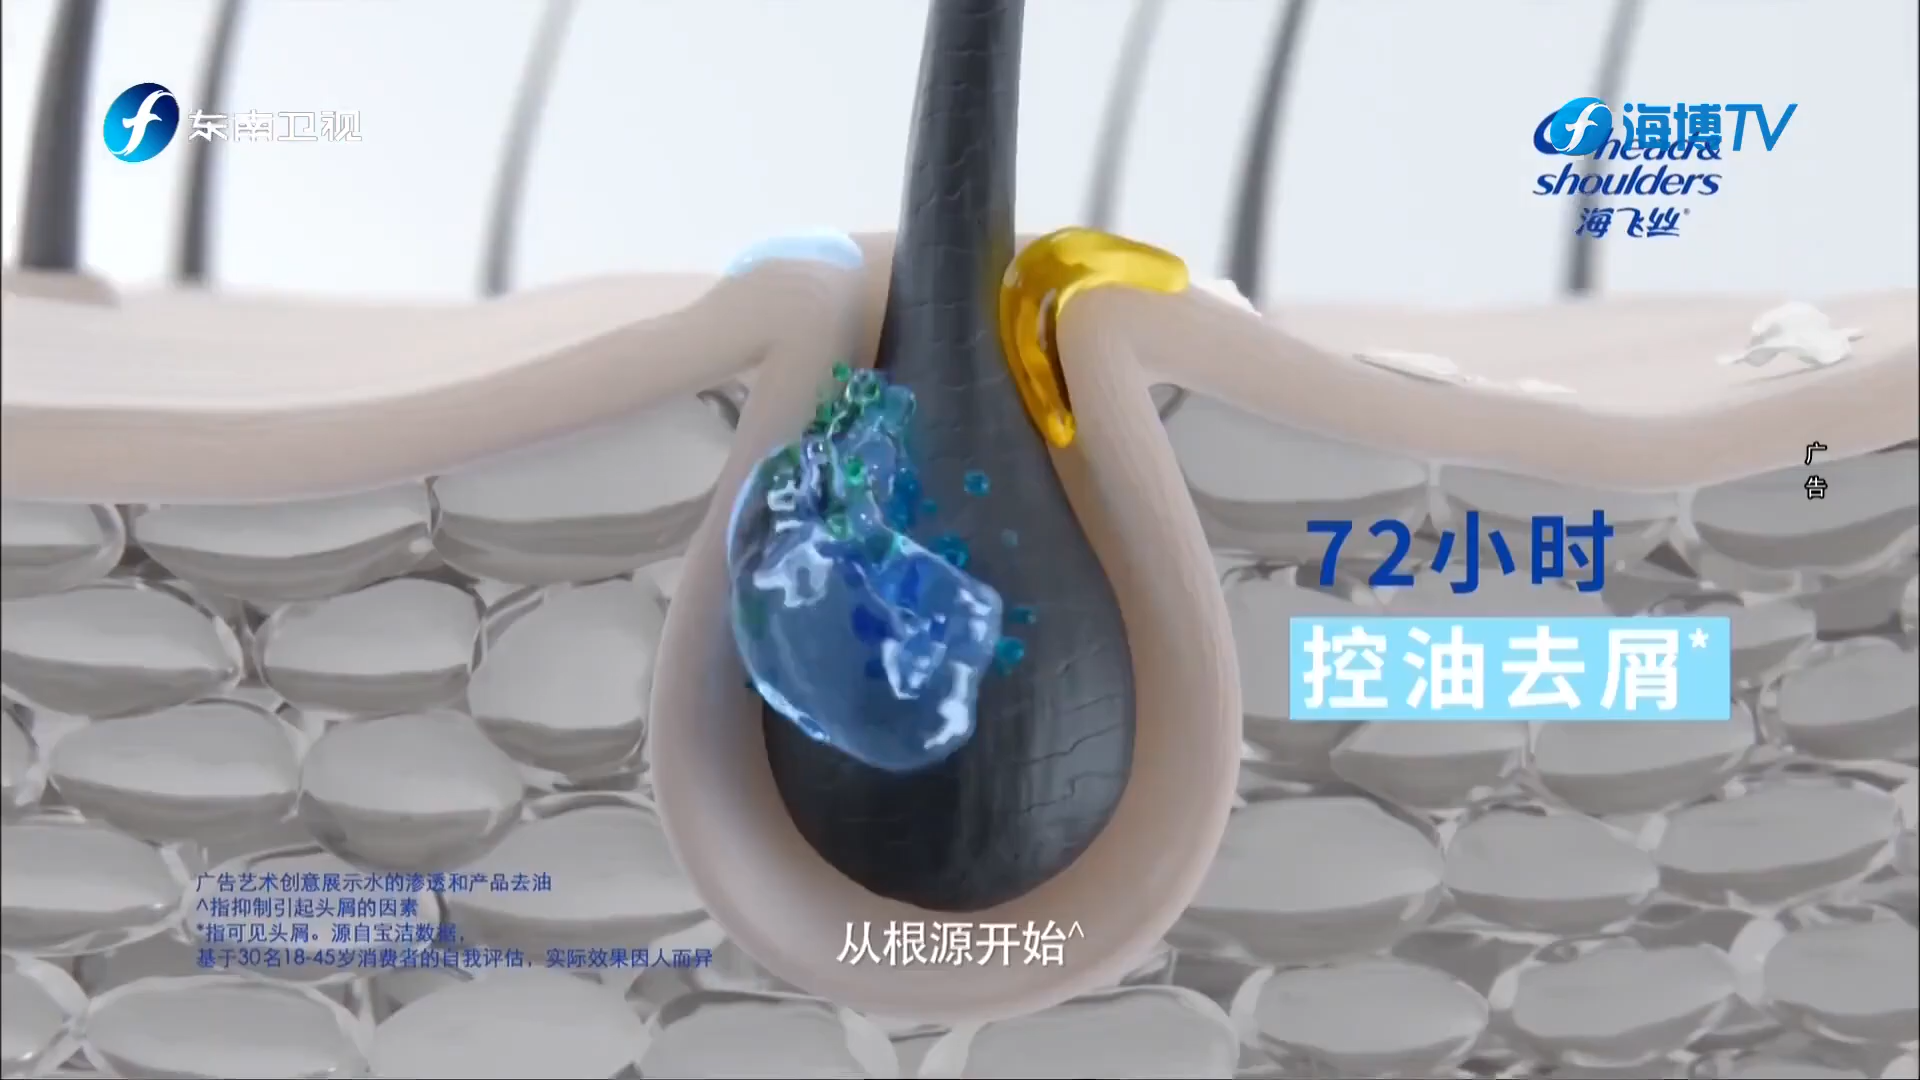 东南卫视
海博TV
head&
shoulders
海飞丝®
广告
72小时
控油去屑*
广告艺术创意展示水的渗透和产品去油
^指抑制引起头屑的因素
*指可见头屑。源自宝洁数据，
基于30名18-45岁消费者的自我评估，实际效果因人而异
从根源开始^